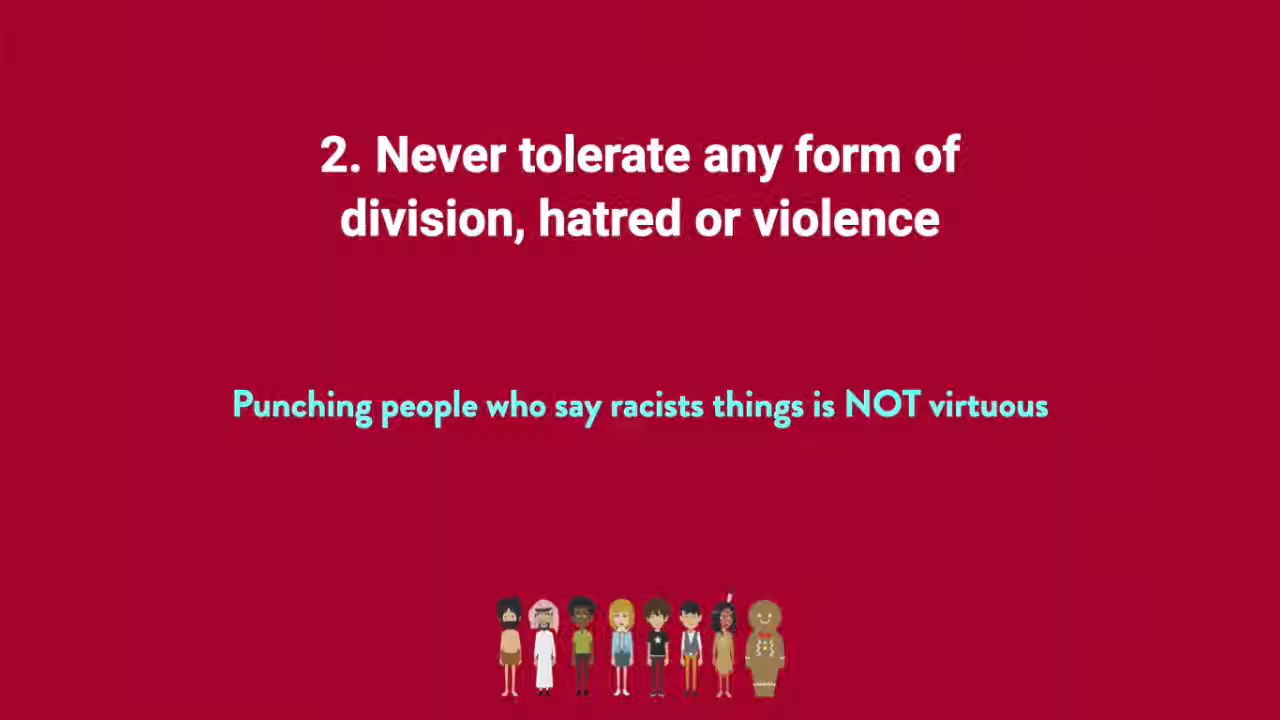 2. Never tolerate any form of
division, hatred or violence
Punching people who say racists things is NOT virtuous